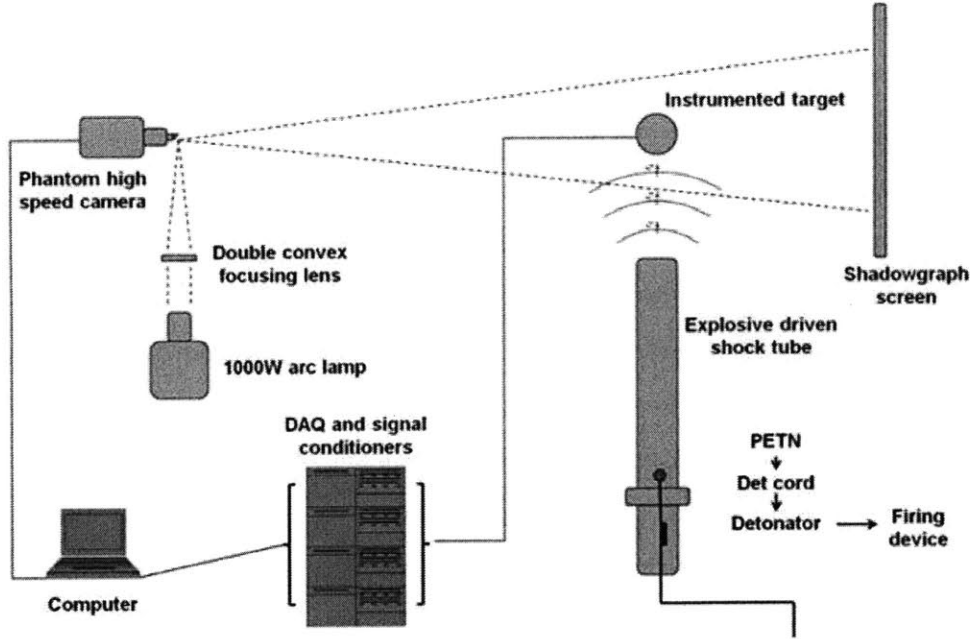 Instrumented target
Phantom high
speed camera
Double convex
focusing lens
Shadowgraph
screen
Explosive driven
shock tube
1000W arc lamp
DAQ and signal
conditioners
PETN
Det cord
Detonator
Firing
device
Computer